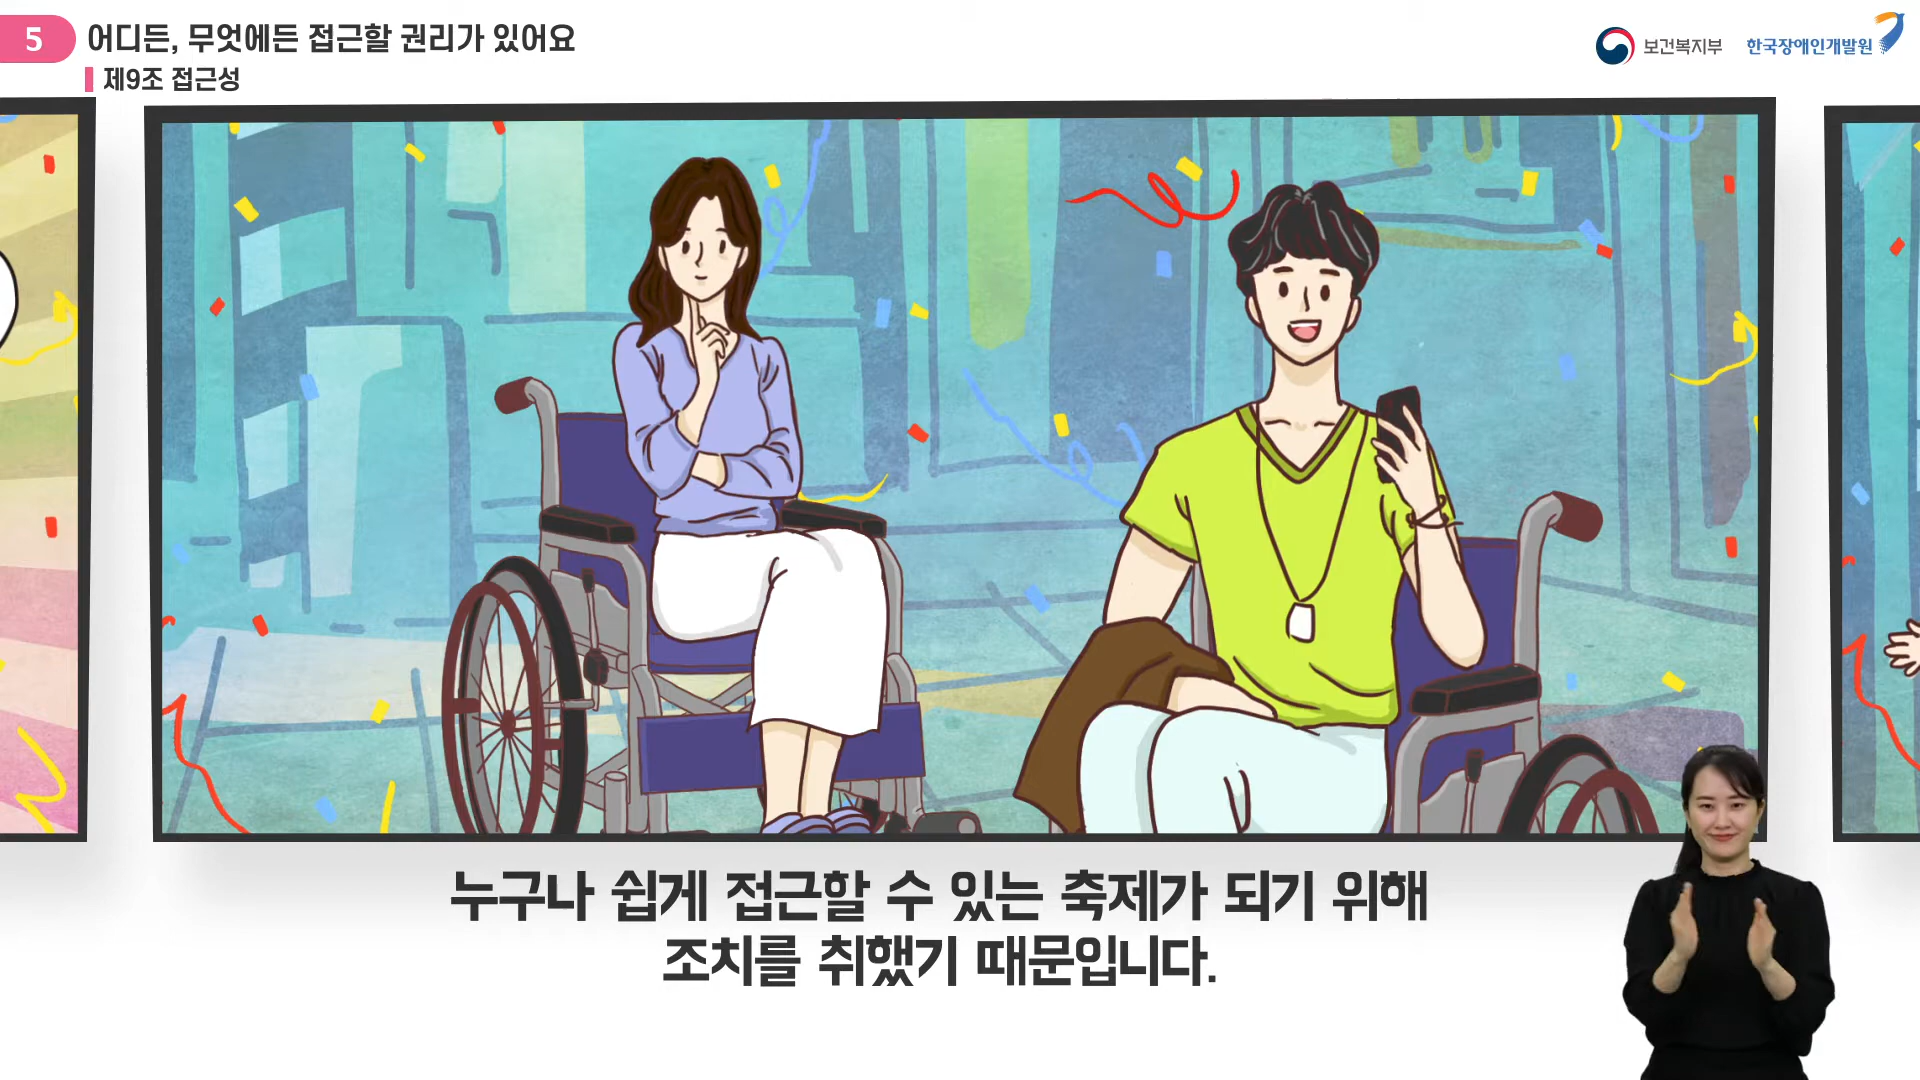 5 어디든, 무엇에든 접근할 권리가 있어요
제9조 접근성
보건복지부
한국장애인개발원
누구나 쉽게 접근할 수 있는 축제가 되기 위해
조치를 취했기 때문입니다.